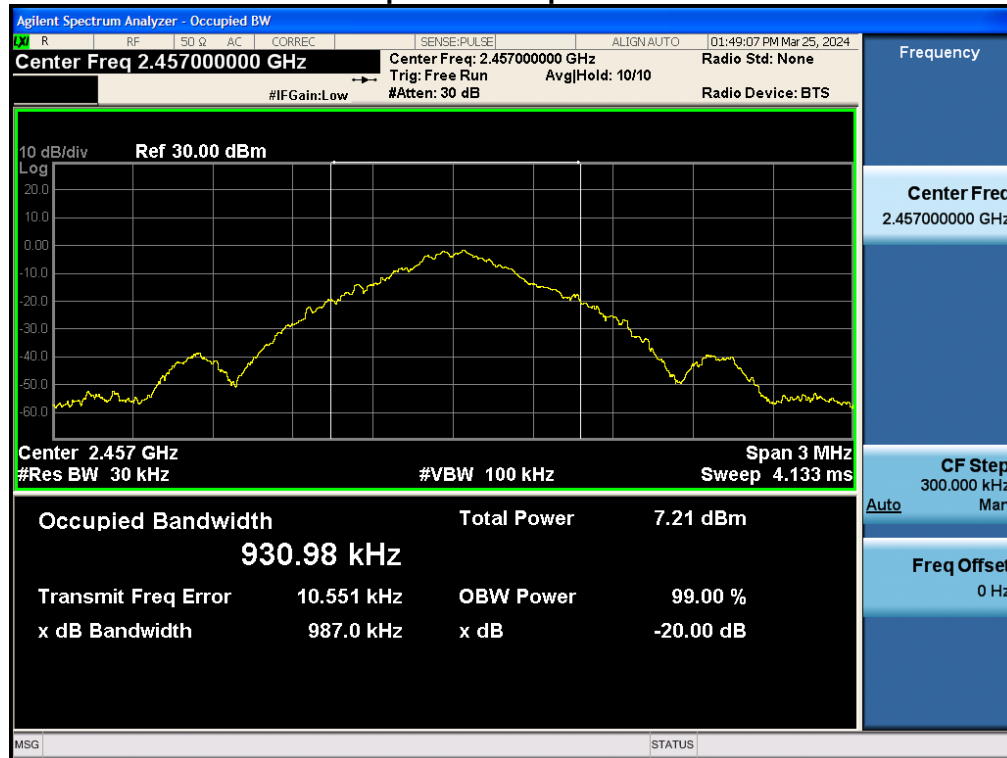 Agilent Spectrum Analyzer - Occupied BW
LXI R RF 50 Ω AC CORREC SENSE:PULSE ALIGN AUTO 01:49:07 PM Mar 25, 2024
Center Freq 2.457000000 GHz
Center Freq: 2.457000000 GHz Radio Std: None
Trig: Free Run Avg|Hold: 10/10
#IFGain:Low #Atten: 30 dB Radio Device: BTS
10 dB/div Ref 30.00 dBm
Log
20.0
10.0
0.00
-10.0
-20.0
-30.0
-40.0
-50.0
-60.0
Center 2.457 GHz Span 3 MHz
#Res BW 30 kHz #VBW 100 kHz Sweep 4.133 ms
Occupied Bandwidth Total Power 7.21 dBm
930.98 kHz
Transmit Freq Error 10.551 kHz OBW Power 99.00 %
x dB Bandwidth 987.0 kHz x dB -20.00 dB
MSG STATUS
Frequency
Center Freq
2.457000000 GHz
CF Step
300.000 kHz
Auto Man
Freq Offset
0 Hz